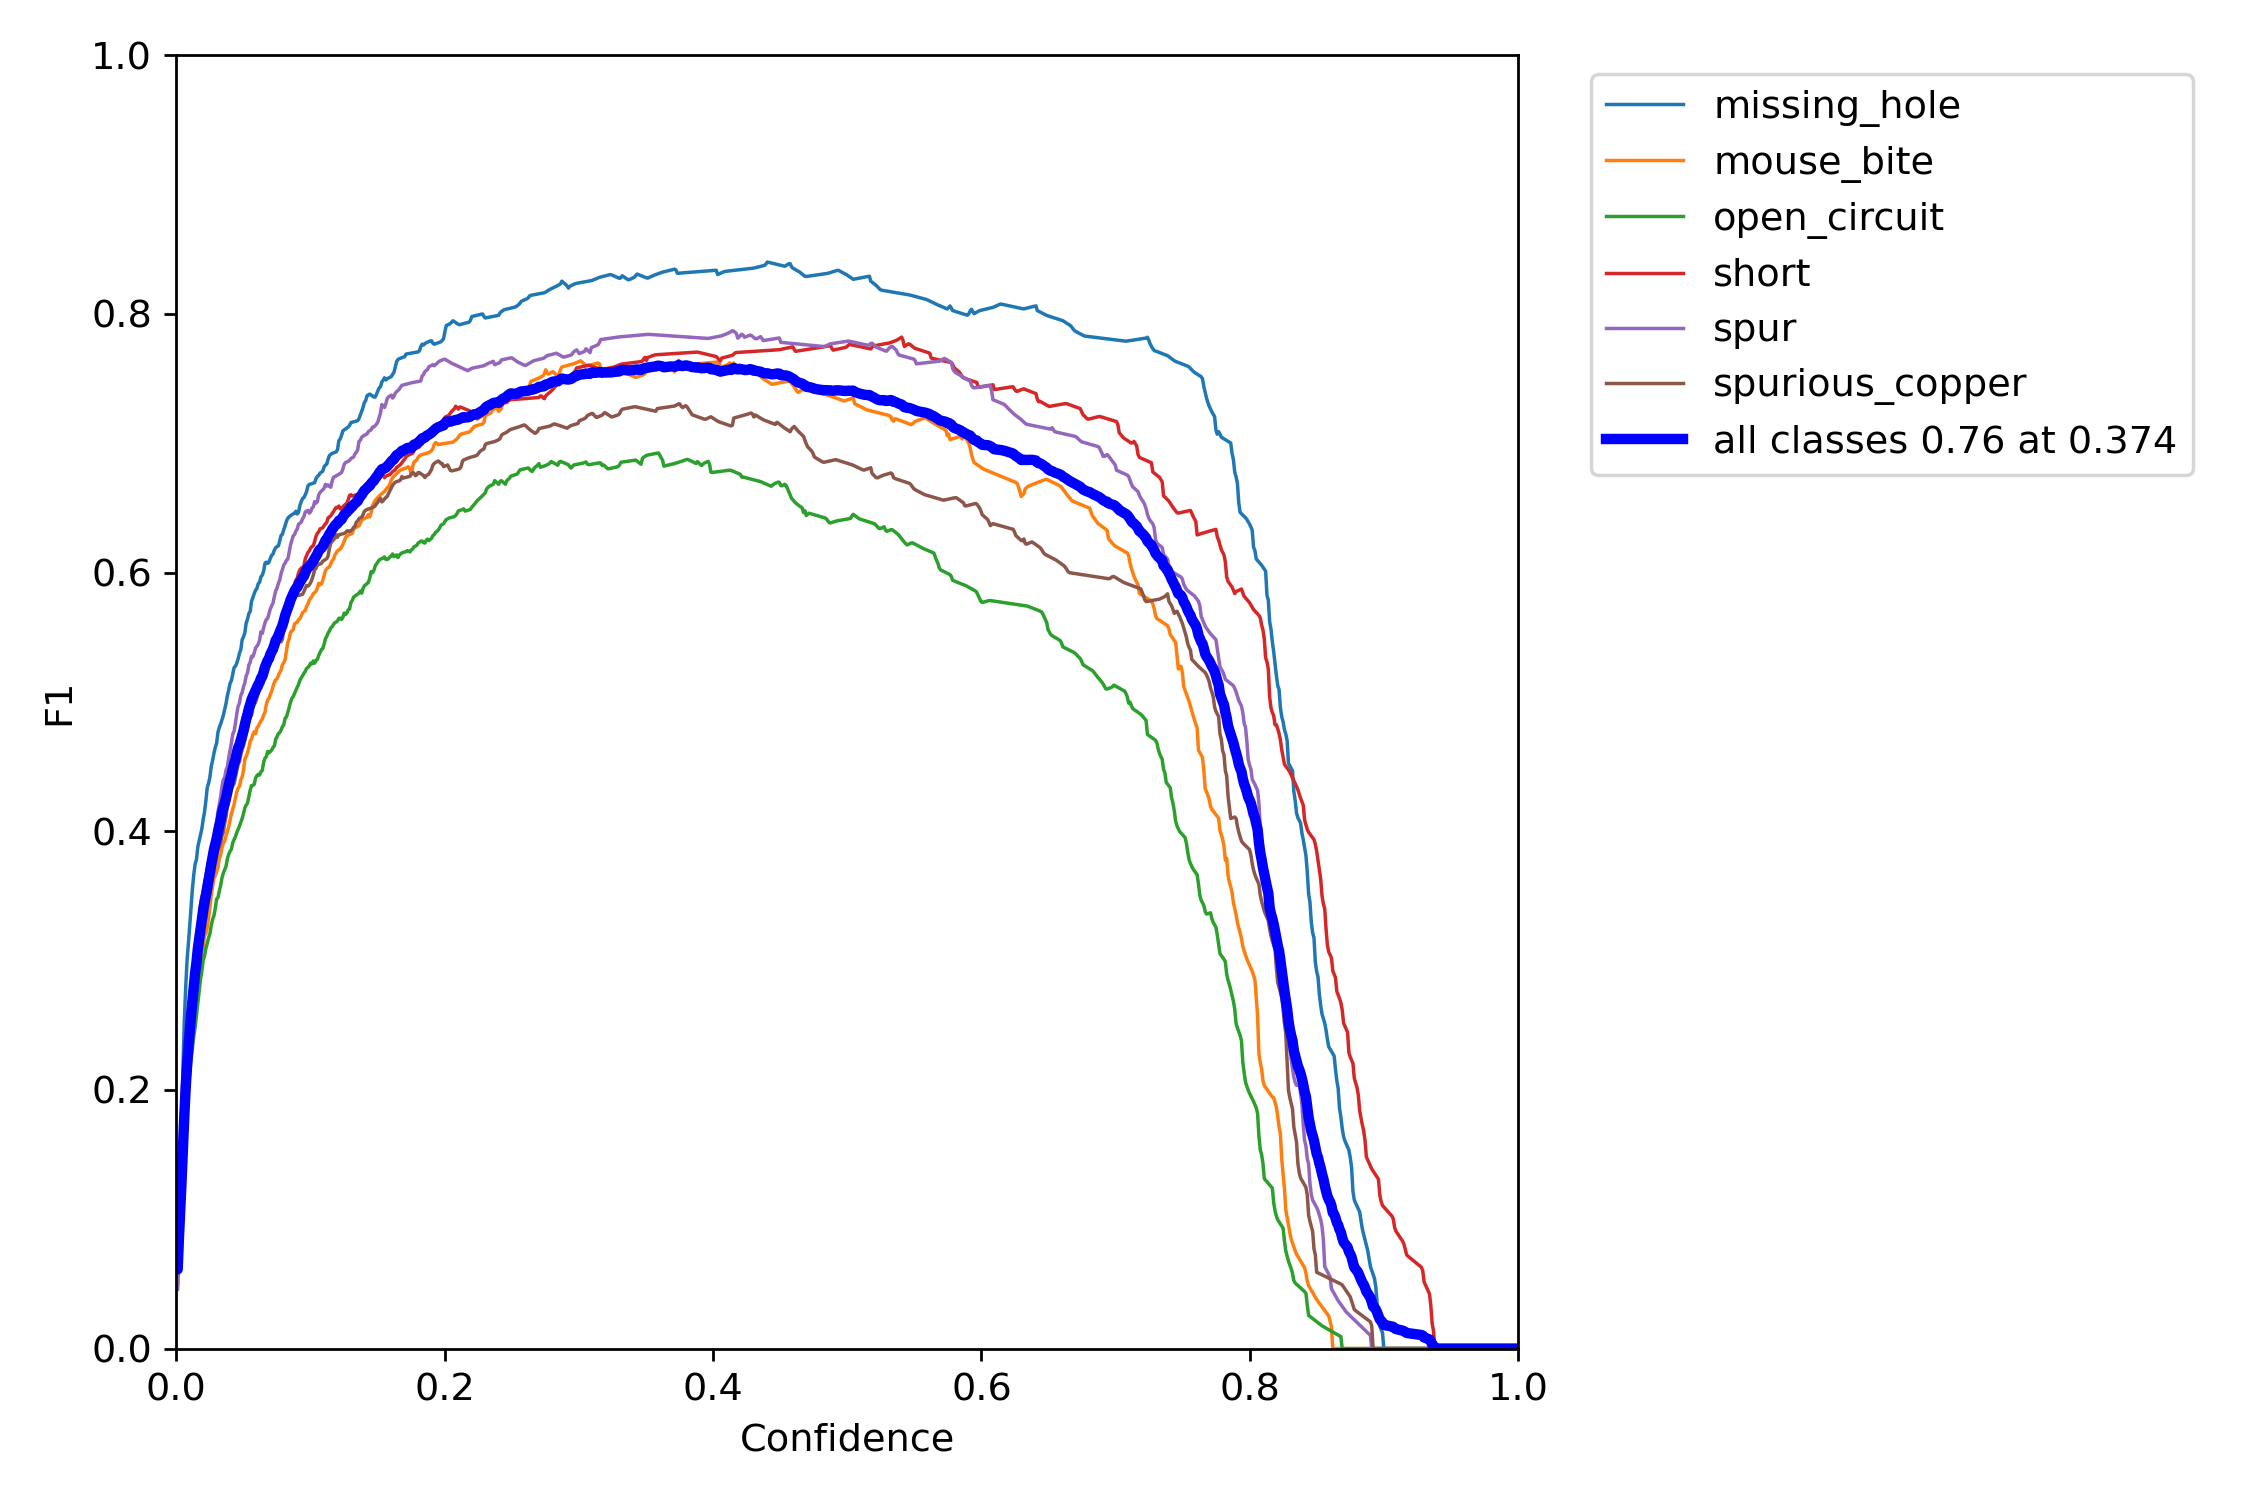 1.0
0.8
0.6
0.4
0.2
0.0
F1
0.0 0.2 0.4 0.6 0.8 1.0
Confidence
missing_hole
mouse_bite
open_circuit
short
spur
spurious_copper
all classes 0.76 at 0.374